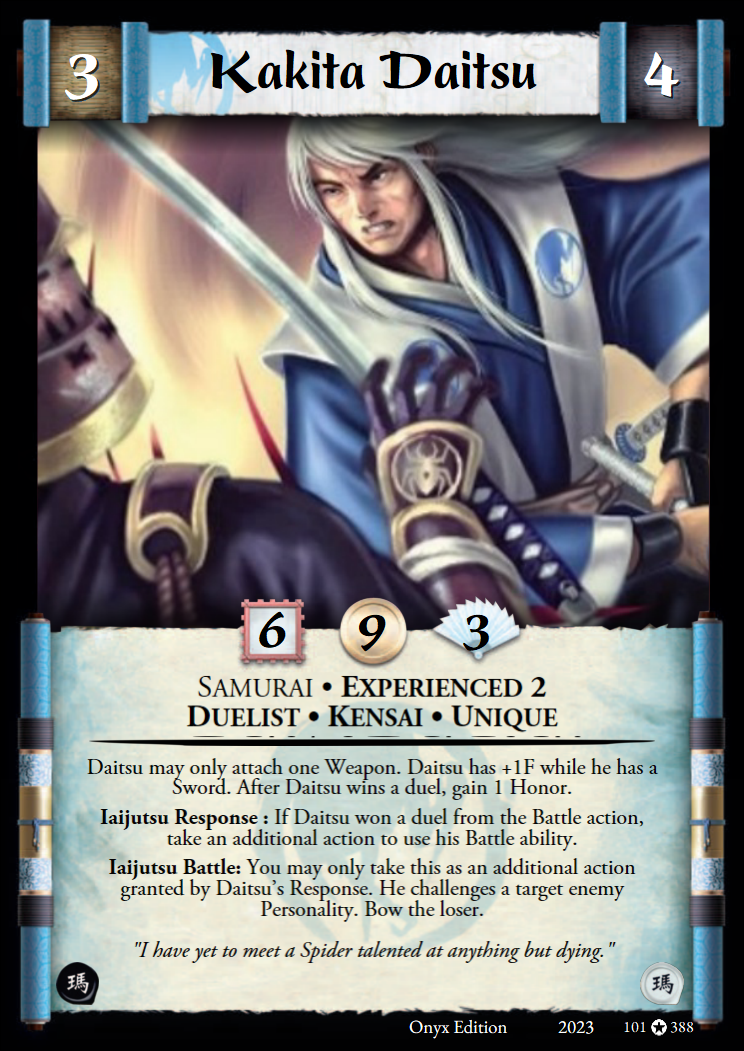 3
Kakita Daitsu
4
6
9
3
SAMURAI • EXPERIENCED 2
DUELIST • KENSAI • UNIQUE
Daitsu may only attach one Weapon. Daitsu has +1F while he has a
Sword. After Daitsu wins a duel, gain 1 Honor.
Iaijutsu Response : If Daitsu won a duel from the Battle action,
take an additional action to use his Battle ability.
Iaijutsu Battle: You may only take this as an additional action
granted by Daitsu's Response. He challenges a target enemy
Personality. Bow the loser.
"I have yet to meet a Spider talented at anything but dying."
瑪
瑪
Onyx Edition 2023 101 ✪ 388